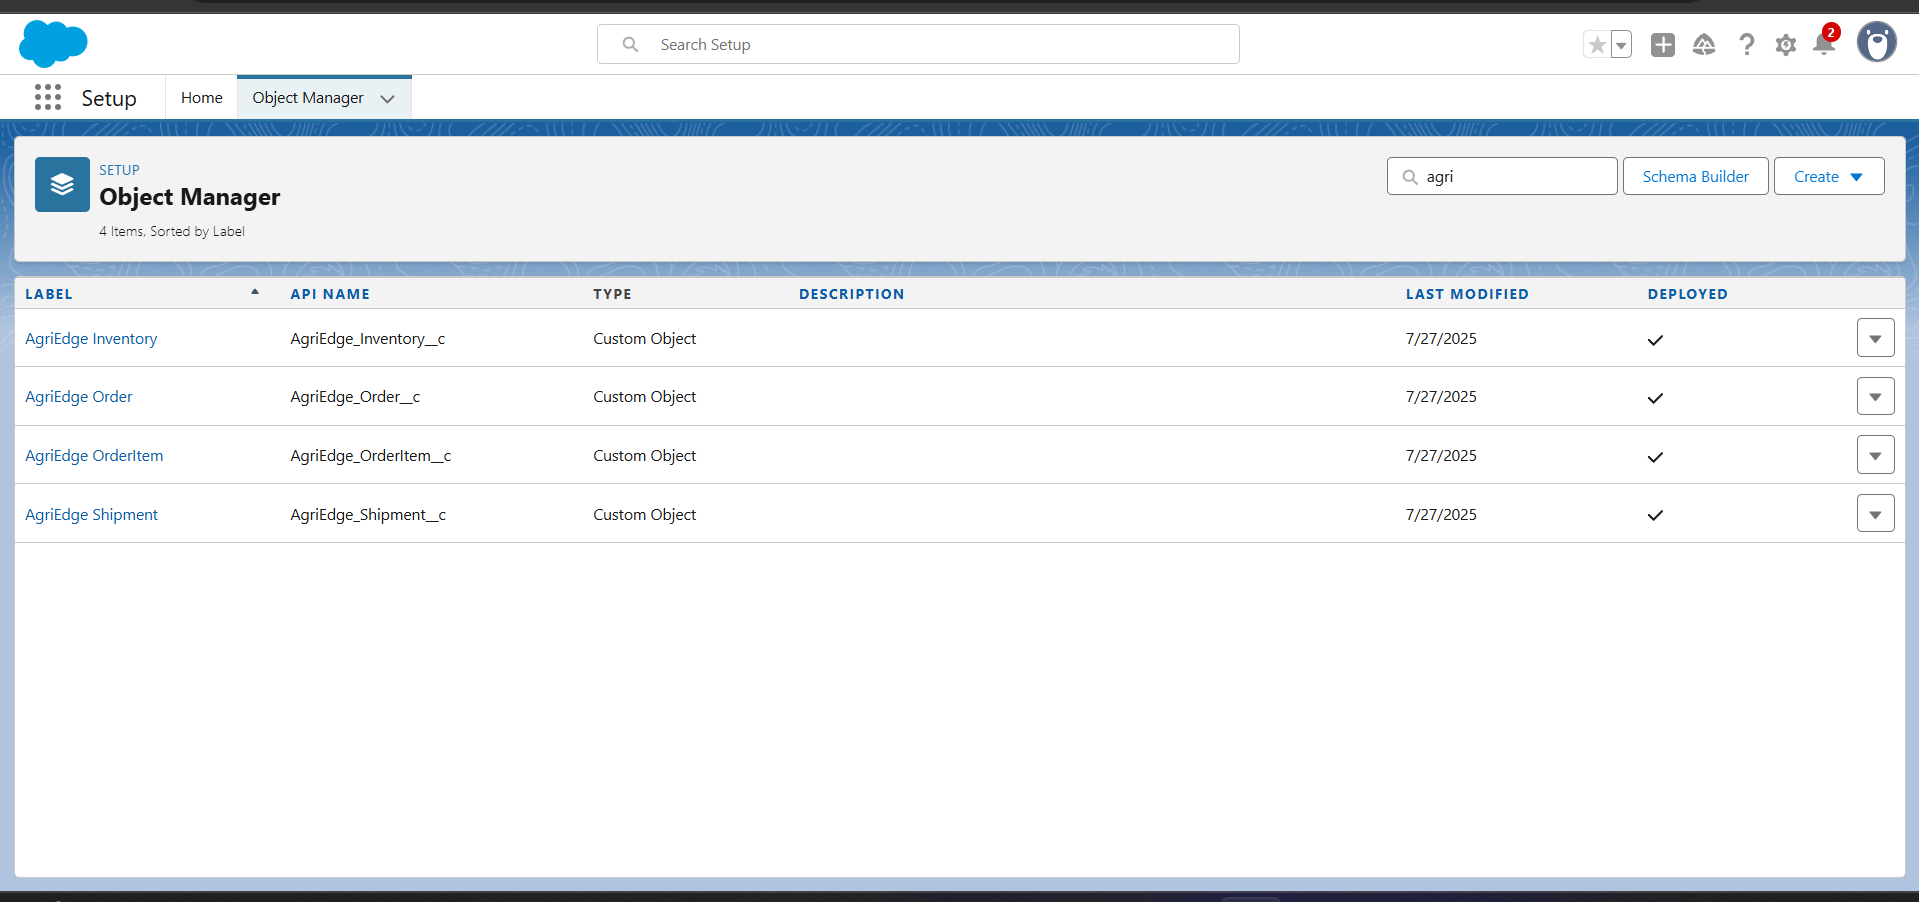 Search Setup
2
Setup
Home
Object Manager
SETUP
Object Manager
4 Items, Sorted by Label
agri
Schema Builder
Create
LABEL API NAME TYPE DESCRIPTION LAST MODIFIED DEPLOYED
AgriEdge Inventory AgriEdge_Inventory__c Custom Object 7/27/2025
AgriEdge Order AgriEdge_Order__c Custom Object 7/27/2025
AgriEdge OrderItem AgriEdge_OrderItem__c Custom Object 7/27/2025
AgriEdge Shipment AgriEdge_Shipment__c Custom Object 7/27/2025